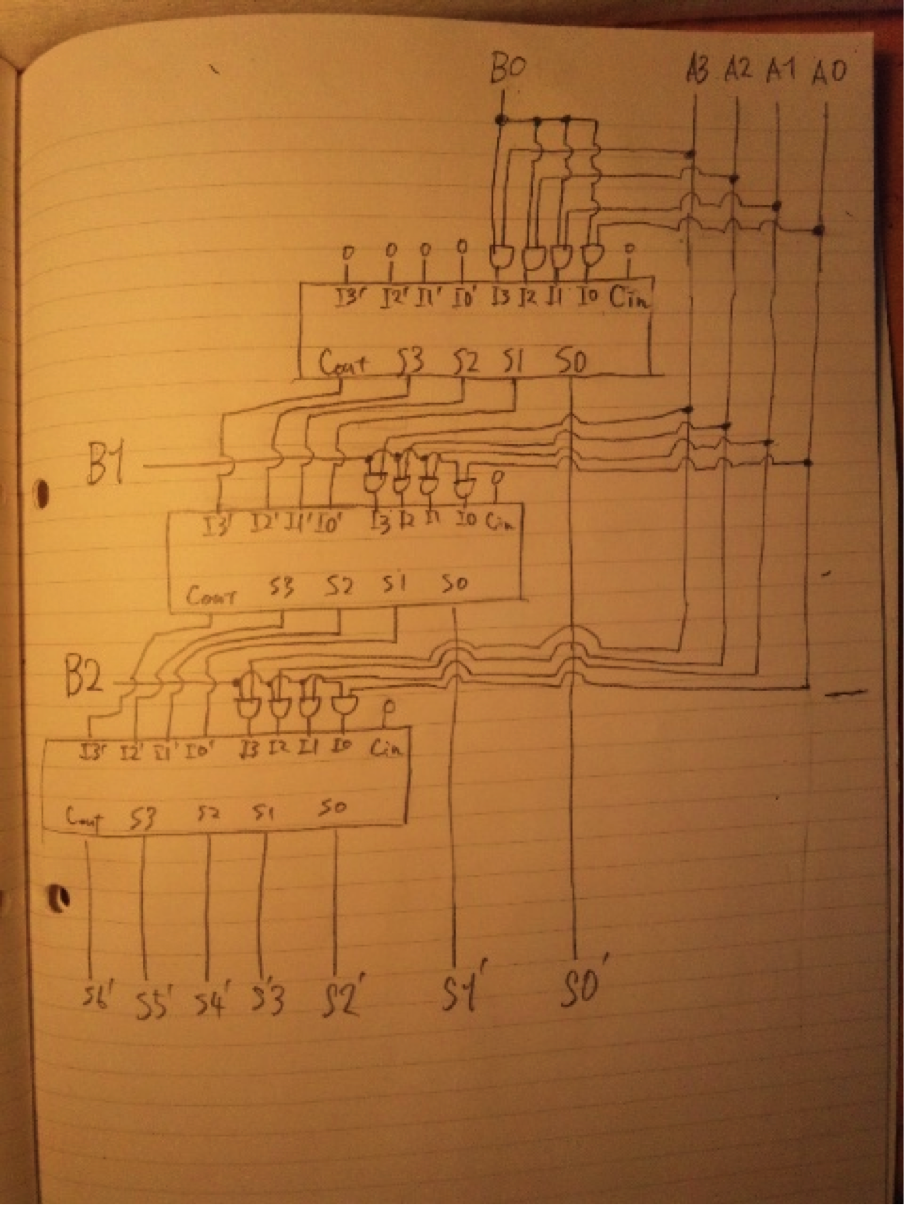 B0 A3 A2 A1 A0
0 0 0 0 0
I3' I2' I1' I0' I3 I2 I1 I0 Cin
Cout S3 S2 S1 S0
B1
0
I3' I2' I1' I0' I3 I2 I1 I0 Cin
Cout S3 S2 S1 S0
B2
0
I3' I2' I1' I0' I3 I2 I1 I0 Cin
Cout S3 S2 S1 S0
S6' S5' S4' S'3 S2' S1' S0'